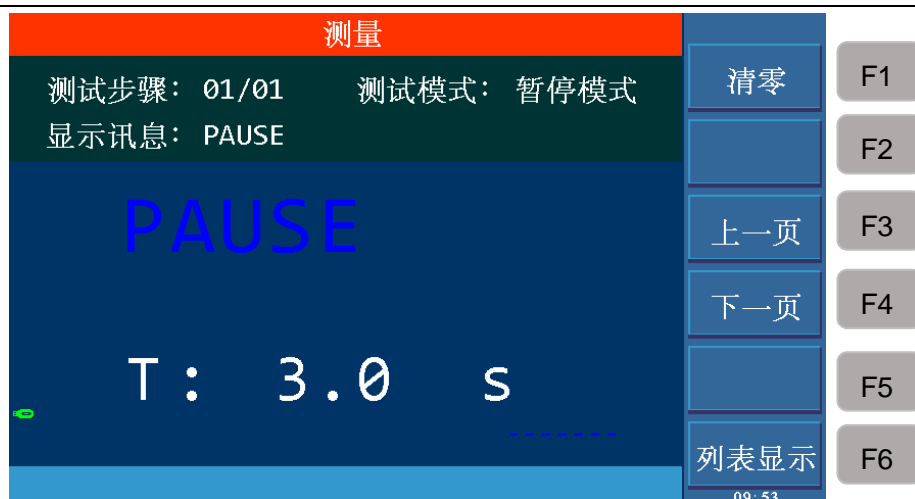 测量
测试步骤： 01/01 测试模式： 暂停模式
显示讯息： PAUSE
PAUSE
T: 3.0 s
-------
清零
上一页
下一页
列表显示
09:53
F1
F2
F3
F4
F5
F6